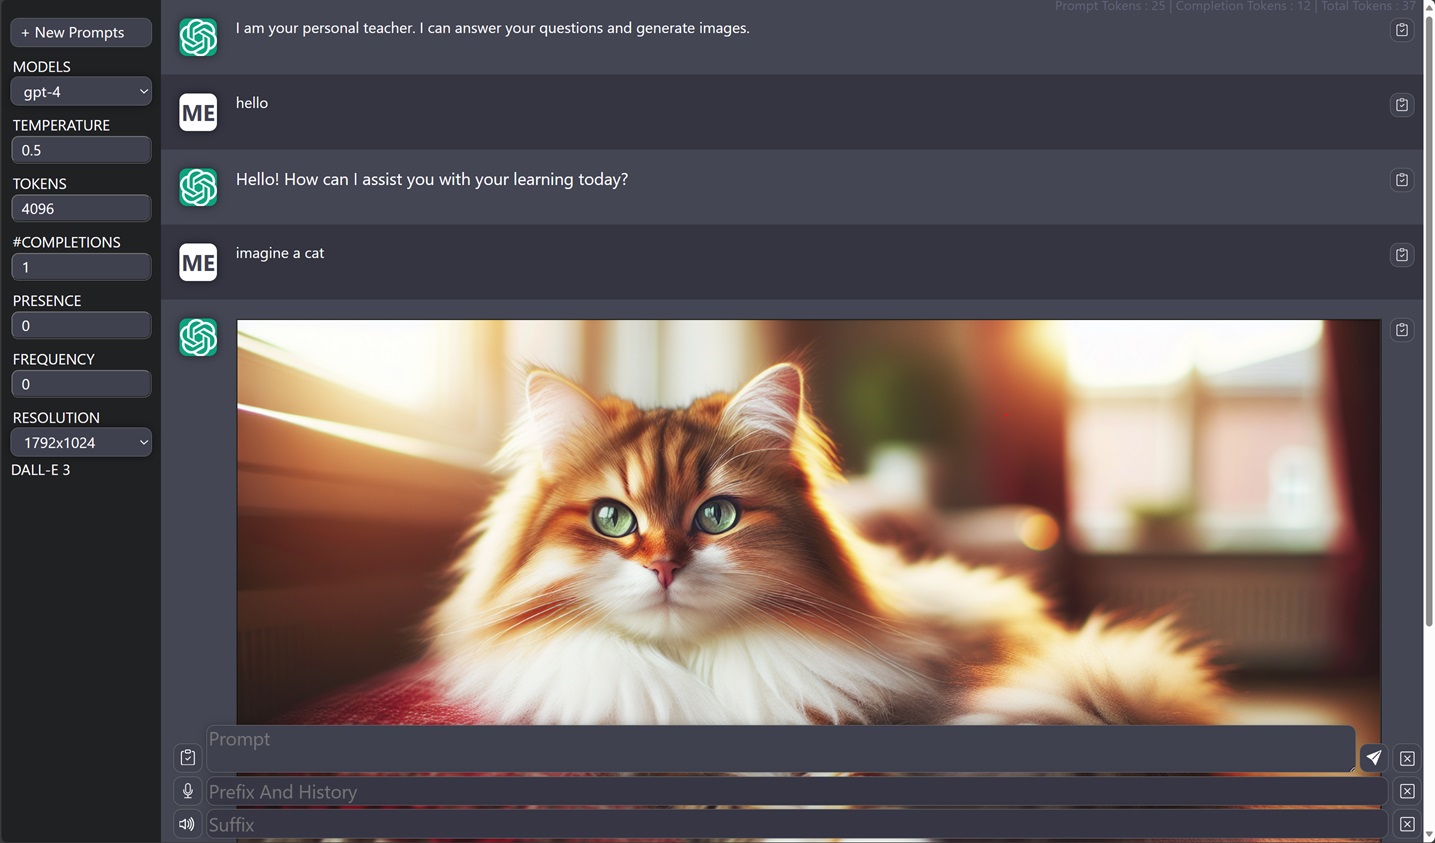 Prompt Tokens : 25 | Completion Tokens : 12 | Total Tokens : 37
+ New Prompts
MODELS
gpt-4
TEMPERATURE
0.5
TOKENS
4096
#COMPLETIONS
1
PRESENCE
0
FREQUENCY
0
RESOLUTION
1792x1024
DALL-E 3
I am your personal teacher. I can answer your questions and generate images.
ME
hello
Hello! How can I assist you with your learning today?
ME
imagine a cat
Prompt
Prefix And History
Suffix